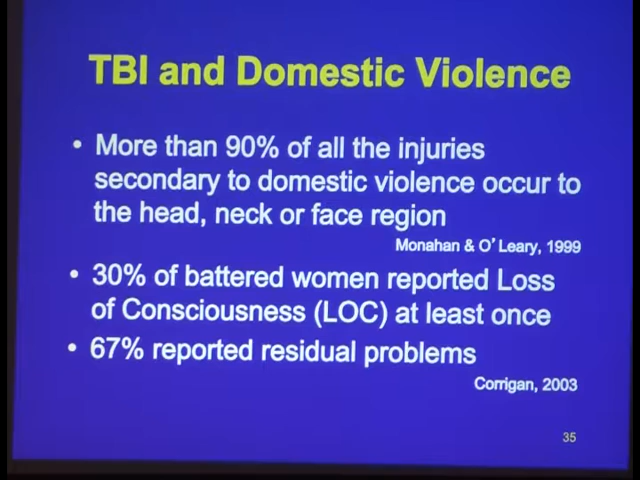 TBI and Domestic Violence
• More than 90% of all the injuries
secondary to domestic violence occur to
the head, neck or face region
Monahan & O’Leary, 1999
• 30% of battered women reported Loss
of Consciousness (LOC) at least once
• 67% reported residual problems
Corrigan, 2003
35